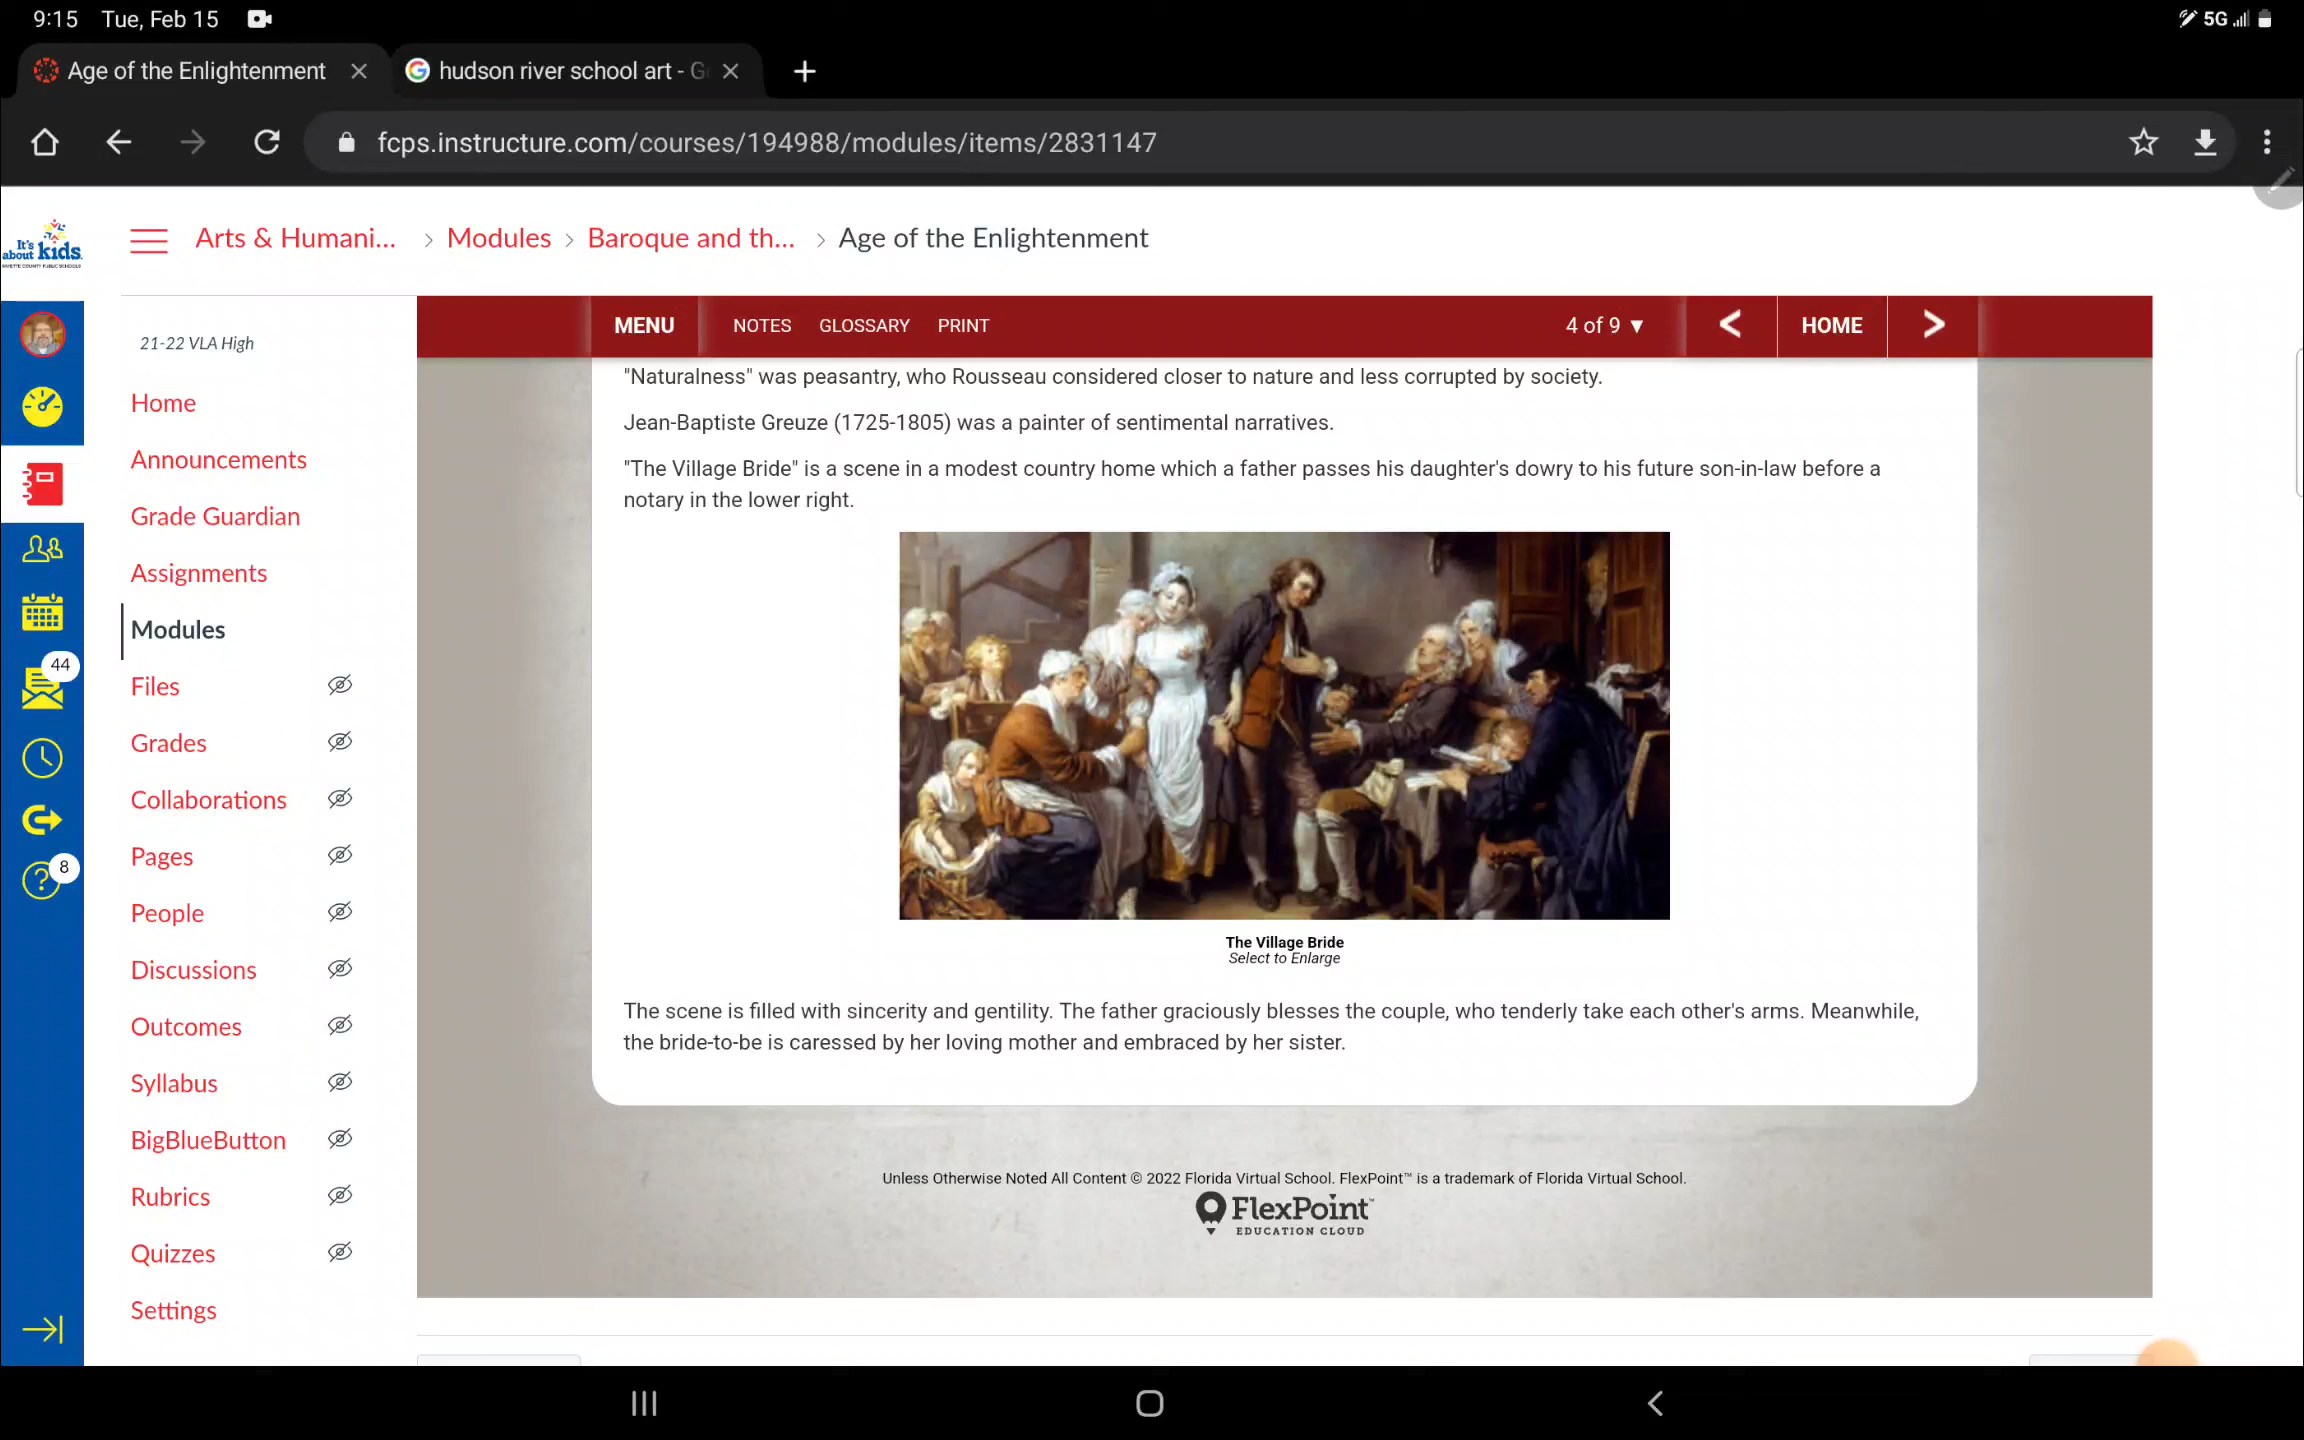 9:15 Tue, Feb 15 5G
Age of the Enlightenment hudson river school art - G
fcps.instructure.com/courses/194988/modules/items/2831147
It's about kids.
Arts & Humani... > Modules > Baroque and th... > Age of the Enlightenment
21-22 VLA High
Home
Announcements
Grade Guardian
Assignments
Modules
Files
Grades
Collaborations
Pages
People
Discussions
Outcomes
Syllabus
BigBlueButton
Rubrics
Quizzes
Settings
44
8
MENU NOTES GLOSSARY PRINT 4 of 9 ▼ < HOME >
"Naturalness" was peasantry, who Rousseau considered closer to nature and less corrupted by society.
Jean-Baptiste Greuze (1725-1805) was a painter of sentimental narratives.
"The Village Bride" is a scene in a modest country home which a father passes his daughter's dowry to his future son-in-law before a
notary in the lower right.
The Village Bride
Select to Enlarge
The scene is filled with sincerity and gentility. The father graciously blesses the couple, who tenderly take each other's arms. Meanwhile,
the bride-to-be is caressed by her loving mother and embraced by her sister.
Unless Otherwise Noted All Content © 2022 Florida Virtual School. FlexPoint™ is a trademark of Florida Virtual School.
FlexPoint™
EDUCATION CLOUD